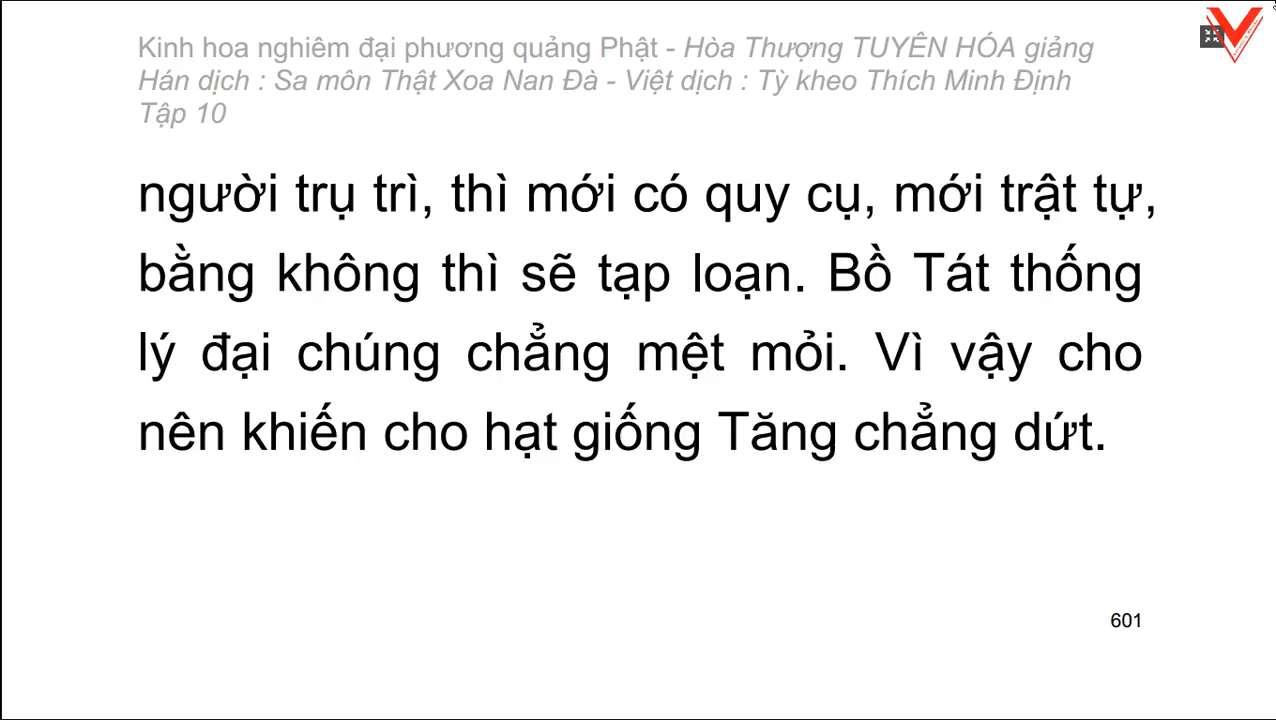 Kinh hoa nghiêm đại phương quảng Phật - Hòa Thượng TUYÊN HÓA giảng
Hán dịch : Sa môn Thật Xoa Nan Đà - Việt dịch : Tỳ kheo Thích Minh Định
Tập 10
người trụ trì, thì mới có quy cụ, mới trật tự,
bằng không thì sẽ tạp loạn. Bồ Tát thống
lý đại chúng chẳng mệt mỏi. Vì vậy cho
nên khiến cho hạt giống Tăng chẳng dứt.
601